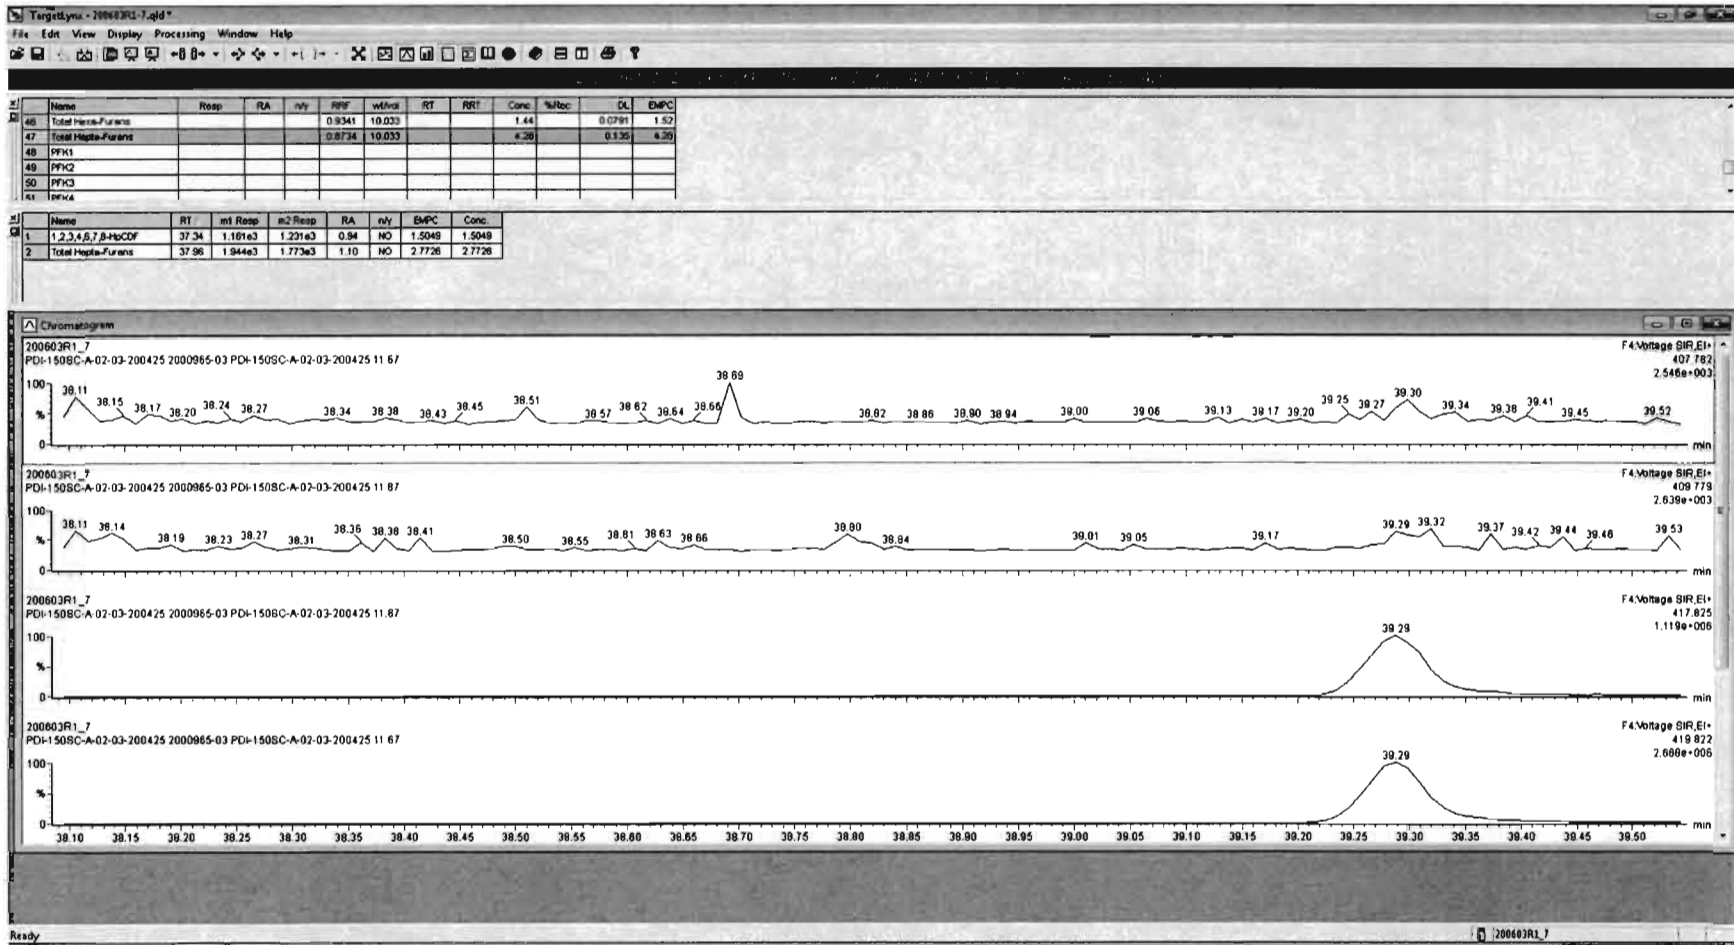 TargetLynx - 200603R1-7.qld *
File Edit View Display Processing Window Help
Name Resp RA n/y RRF wt/vol RT RRT Conc. %Rec DL EMPC
46 Total Hexa-Furans 0.9341 10.033 1.44 0.0791 1.52
47 Total Hepta-Furans 0.8734 10.033 4.28 0.135 4.28
48 PFK1
49 PFK2
50 PFK3
51 PFK4
Name RT m1 Resp m2 Resp RA n/y EMPC Conc.
1 1,2,3,4,6,7,8-HpCDF 37.34 1.161e3 1.231e3 0.94 NO 1.5049 1.5049
2 Total Hepta-Furans 37.96 1.944e3 1.773e3 1.10 NO 2.7726 2.7726
Chromatogram
200603R1_7 F4:Voltage SIR,EI+
PDI-150SC-A-02-03-200425 2000965-03 PDI-150SC-A-02-03-200425 11.67 407.782
2.546e+003
100 % 0
38.11 38.15 38.17 38.20 38.24 38.27 38.34 38.38 38.43 38.45 38.51 38.57 38.62 38.64 38.66 38.69 38.82 38.86 38.90 38.94 39.00 39.06 39.13 39.17 39.20 39.25 39.27 39.30 39.34 39.38 39.41 39.45 39.52
min
200603R1_7 F4:Voltage SIR,EI+
PDI-150SC-A-02-03-200425 2000965-03 PDI-150SC-A-02-03-200425 11.67 409.779
2.639e+003
100 % 0
38.11 38.14 38.19 38.23 38.27 38.31 38.36 38.38 38.41 38.50 38.55 38.61 38.63 38.66 38.80 38.84 39.01 39.05 39.17 39.29 39.32 39.37 39.42 39.44 39.46 39.53
min
200603R1_7 F4:Voltage SIR,EI+
PDI-150SC-A-02-03-200425 2000965-03 PDI-150SC-A-02-03-200425 11.67 417.825
1.119e+006
100 % 0
39.29
min
200603R1_7 F4:Voltage SIR,EI+
PDI-150SC-A-02-03-200425 2000965-03 PDI-150SC-A-02-03-200425 11.67 419.822
2.666e+006
100 % 0
39.29
min
38.10 38.15 38.20 38.25 38.30 38.35 38.40 38.45 38.50 38.55 38.60 38.65 38.70 38.75 38.80 38.85 38.90 38.95 39.00 39.05 39.10 39.15 39.20 39.25 39.30 39.35 39.40 39.45 39.50
Ready 200603R1_7